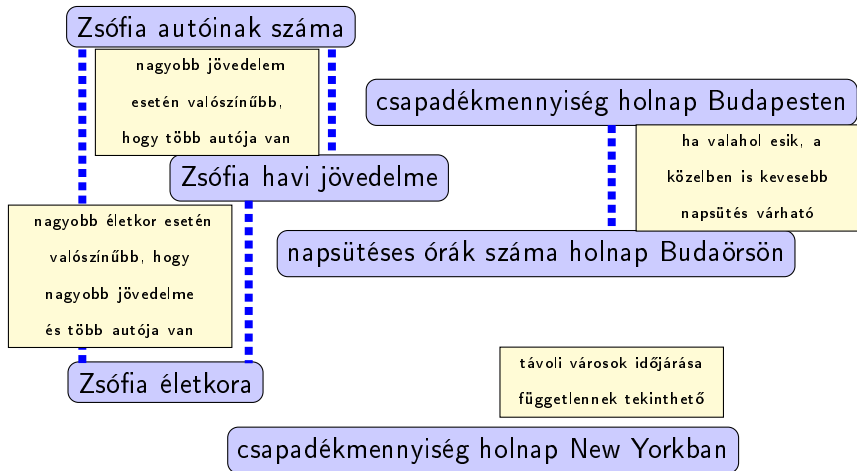 Zsófia autóinak száma
nagyobb jövedelem
esetén valószínűbb,
hogy több autója van
Zsófia havi jövedelme
nagyobb életkor esetén
valószínűbb, hogy
nagyobb jövedelme
és több autója van
Zsófia életkora
csapadékmennyiség holnap Budapesten
ha valahol esik, a
közelben is kevesebb
napsütés várható
napsütéses órák száma holnap Budaörsön
távoli városok időjárása
függetlennek tekinthető
csapadékmennyiség holnap New Yorkban